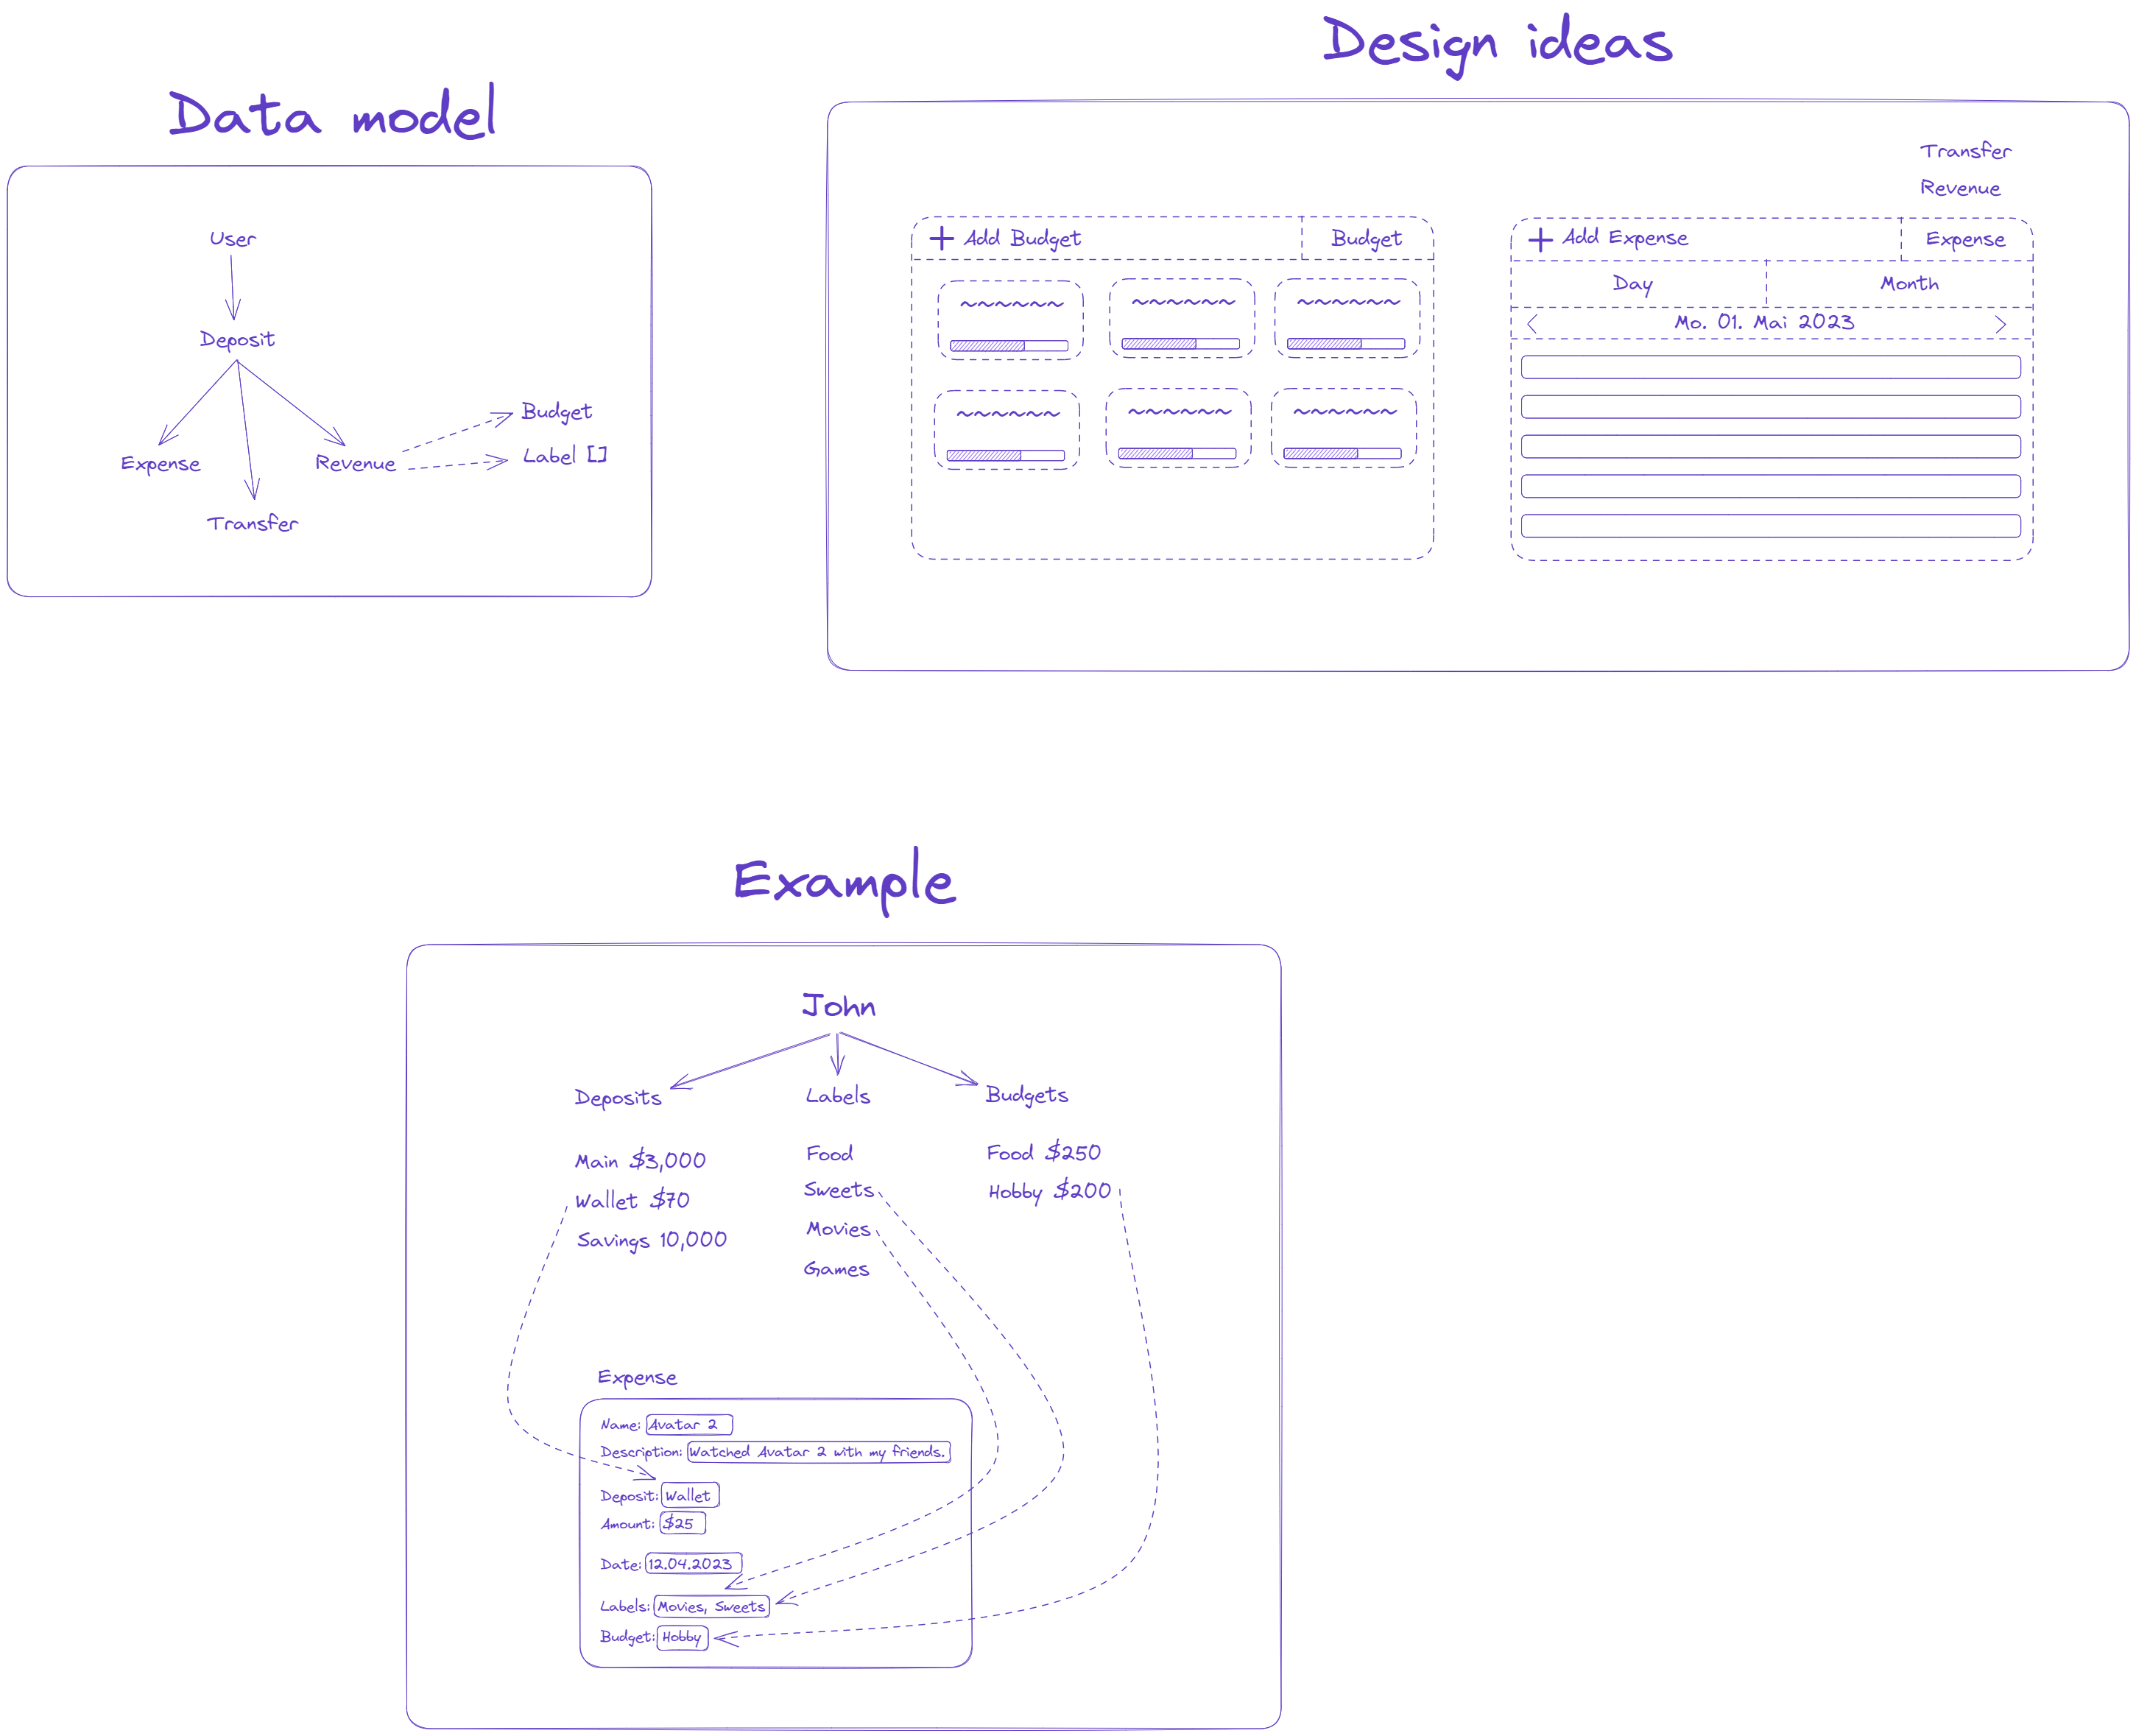 Design ideas
Data model
User
Deposit
Expense
Revenue
Transfer
Budget
Label []
Transfer
Revenue
+ Add Budget
Budget
+ Add Expense
Expense
Day
Month
< Mo. 01. Mai 2023 >
Example
John
Deposits
Main $3,000
Wallet $70
Savings 10,000
Labels
Food
Sweets
Movies
Games
Budgets
Food $250
Hobby $200
Expense
Name: Avatar 2
Description: Watched Avatar 2 with my friends.
Deposit: Wallet
Amount: $25
Date: 12.04.2023
Labels: Movies, Sweets
Budget: Hobby